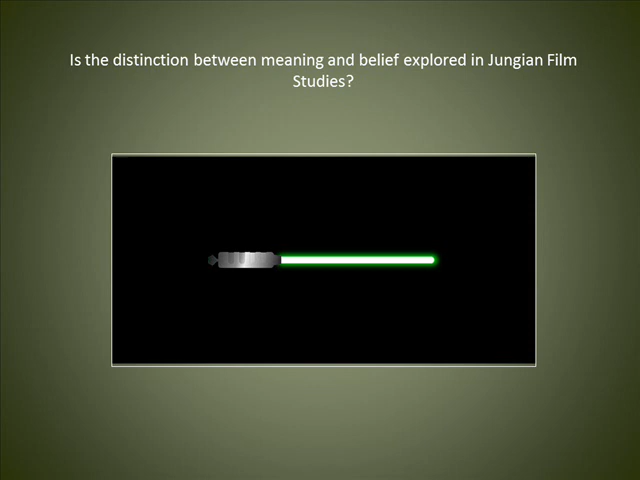 Is the distinction between meaning and belief explored in Jungian Film
Studies?